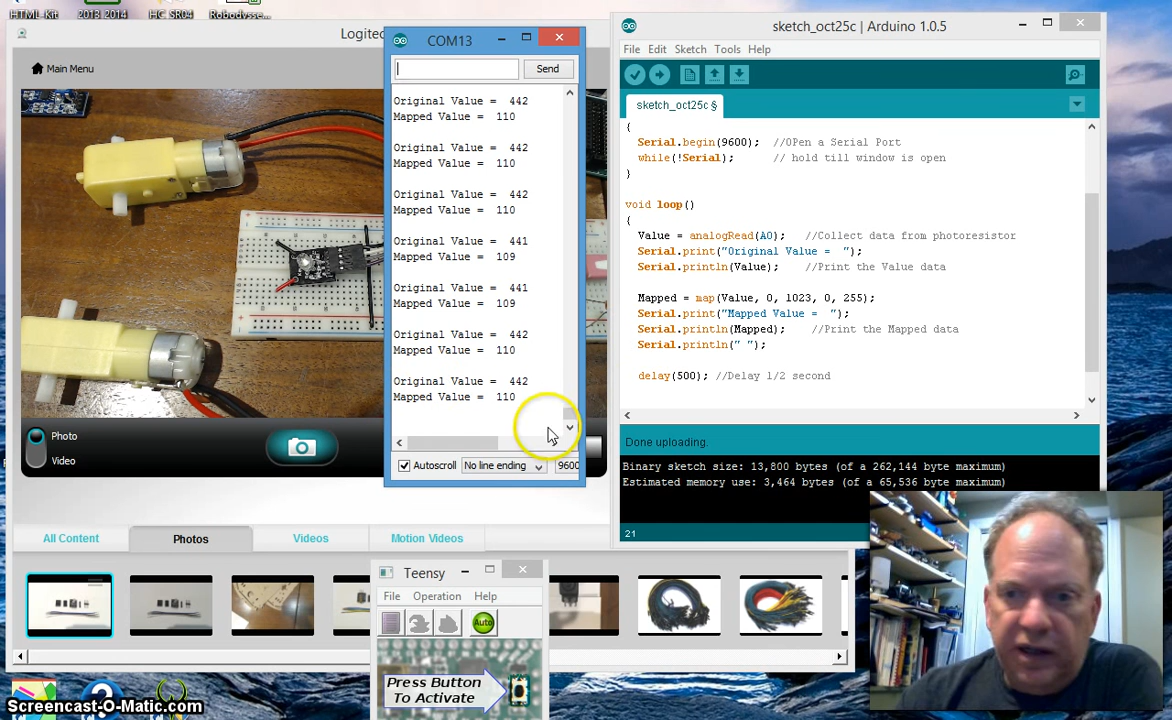 HTML-Kit
2013-2014
HC_SR04
Robodysse...
Main Menu
Photo
Video
All Content
Photos
Videos
Motion Videos
COM13
Send
Original Value =  442
Mapped Value =  110
Original Value =  442
Mapped Value =  110
Original Value =  442
Mapped Value =  110
Original Value =  441
Mapped Value =  109
Original Value =  441
Mapped Value =  109
Original Value =  442
Mapped Value =  110
Original Value =  442
Mapped Value =  110
Autoscroll
No line ending
9600
sketch_oct25c | Arduino 1.0.5
File Edit Sketch Tools Help
sketch_oct25c §
{
Serial.begin(9600);  //OPen a Serial Port
while(!Serial);      // hold till window is open
}
void loop()
{
Value = analogRead(A0);   //Collect data from photoresistor
Serial.print("Original Value =  ");
Serial.println(Value);    //Print the Value data
Mapped = map(Value, 0, 1023, 0, 255);
Serial.print("Mapped Value =  ");
Serial.println(Mapped);   //Print the Mapped data
Serial.println(" ");
delay(500); //Delay 1/2 second
Done uploading.
Binary sketch size: 13,800 bytes (of a 262,144 byte maximum)
Estimated memory use: 3,464 bytes (of a 65,536 byte maximum)
21
Teensy
File Operation Help
Auto
Press Button
To Activate
Screencast-O-Matic.com